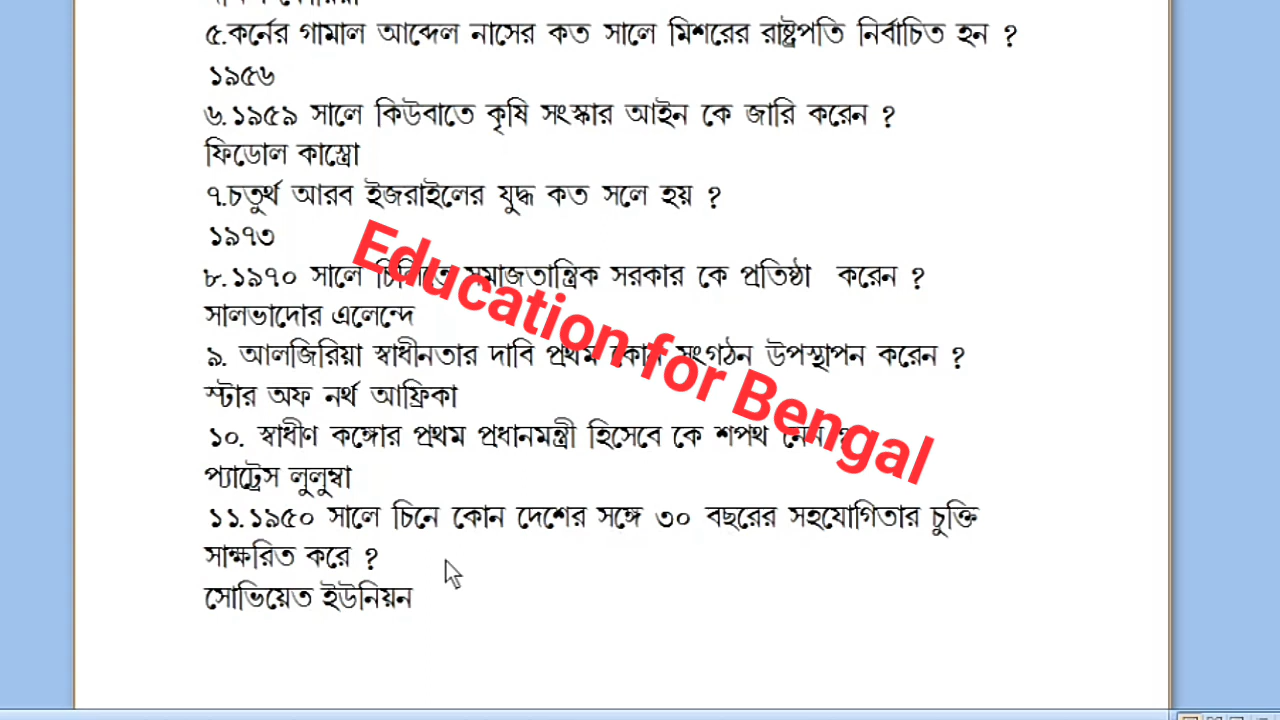 ৫.কর্নের গামাল আব্দেল নাসের কত সালে মিশরের রাষ্ট্রপতি নির্বাচিত হন ?
১৯৫৬
৬.১৯৫৯ সালে কিউবাতে কৃষি সংস্কার আইন কে জারি করেন ?
ফিডোল কাস্ত্রো
৭.চতুর্থ আরব ইজরাইলের যুদ্ধ কত সলে হয় ?
১৯৭৩
৮.১৯৭০ সালে চিলিতে সমাজতান্ত্রিক সরকার কে প্রতিষ্ঠা করেন ?
সালভাদোর এলেন্দে
৯. আলজিরিয়া স্বাধীনতার দাবি প্রথম কোন সংগঠন উপস্থাপন করেন ?
স্টার অফ নর্থ আফ্রিকা
১০. স্বাধীণ কঙ্গোর প্রথম প্রধানমন্ত্রী হিসেবে কে শপথ নেন ?
প্যাট্রেস লুলুম্বা
১১.১৯৫০ সালে চিনে কোন দেশের সঙ্গে ৩০ বছরের সহযোগিতার চুক্তি
সাক্ষরিত করে ?
সোভিয়েত ইউনিয়ন
Education for Bengal